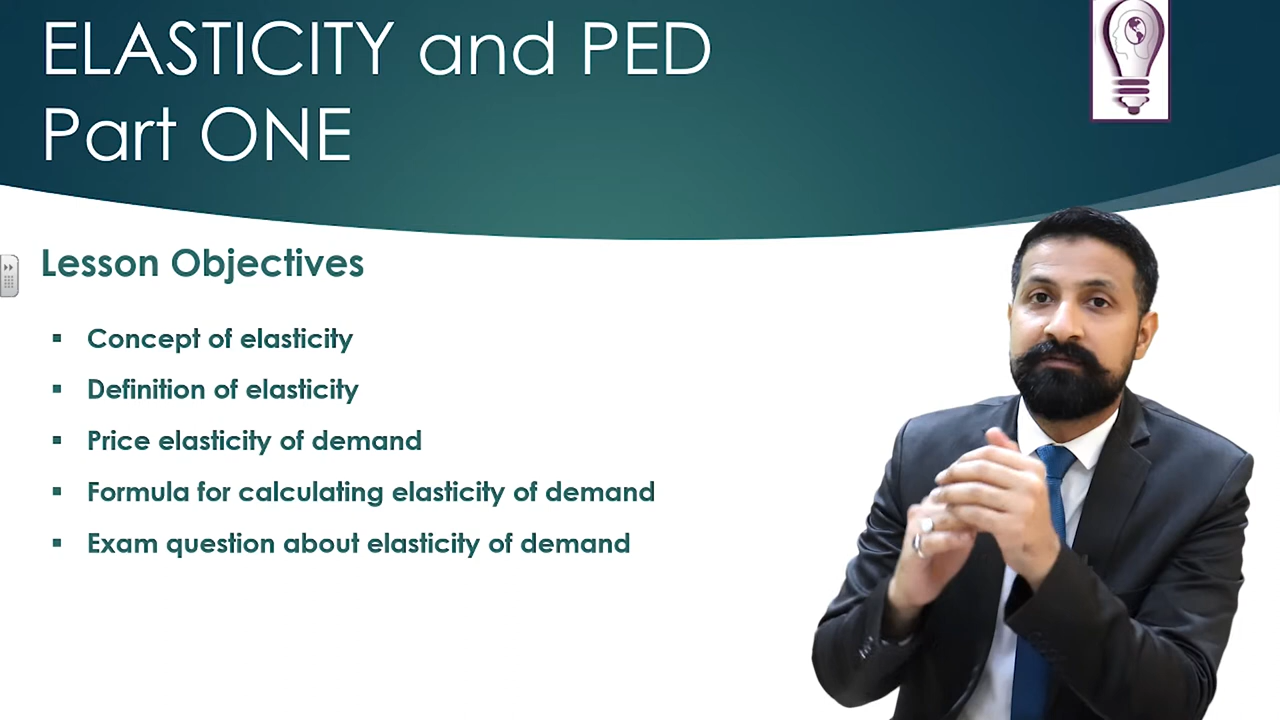 ELASTICITY and PED
Part ONE
Lesson Objectives
Concept of elasticity
Definition of elasticity
Price elasticity of demand
Formula for calculating elasticity of demand
Exam question about elasticity of demand